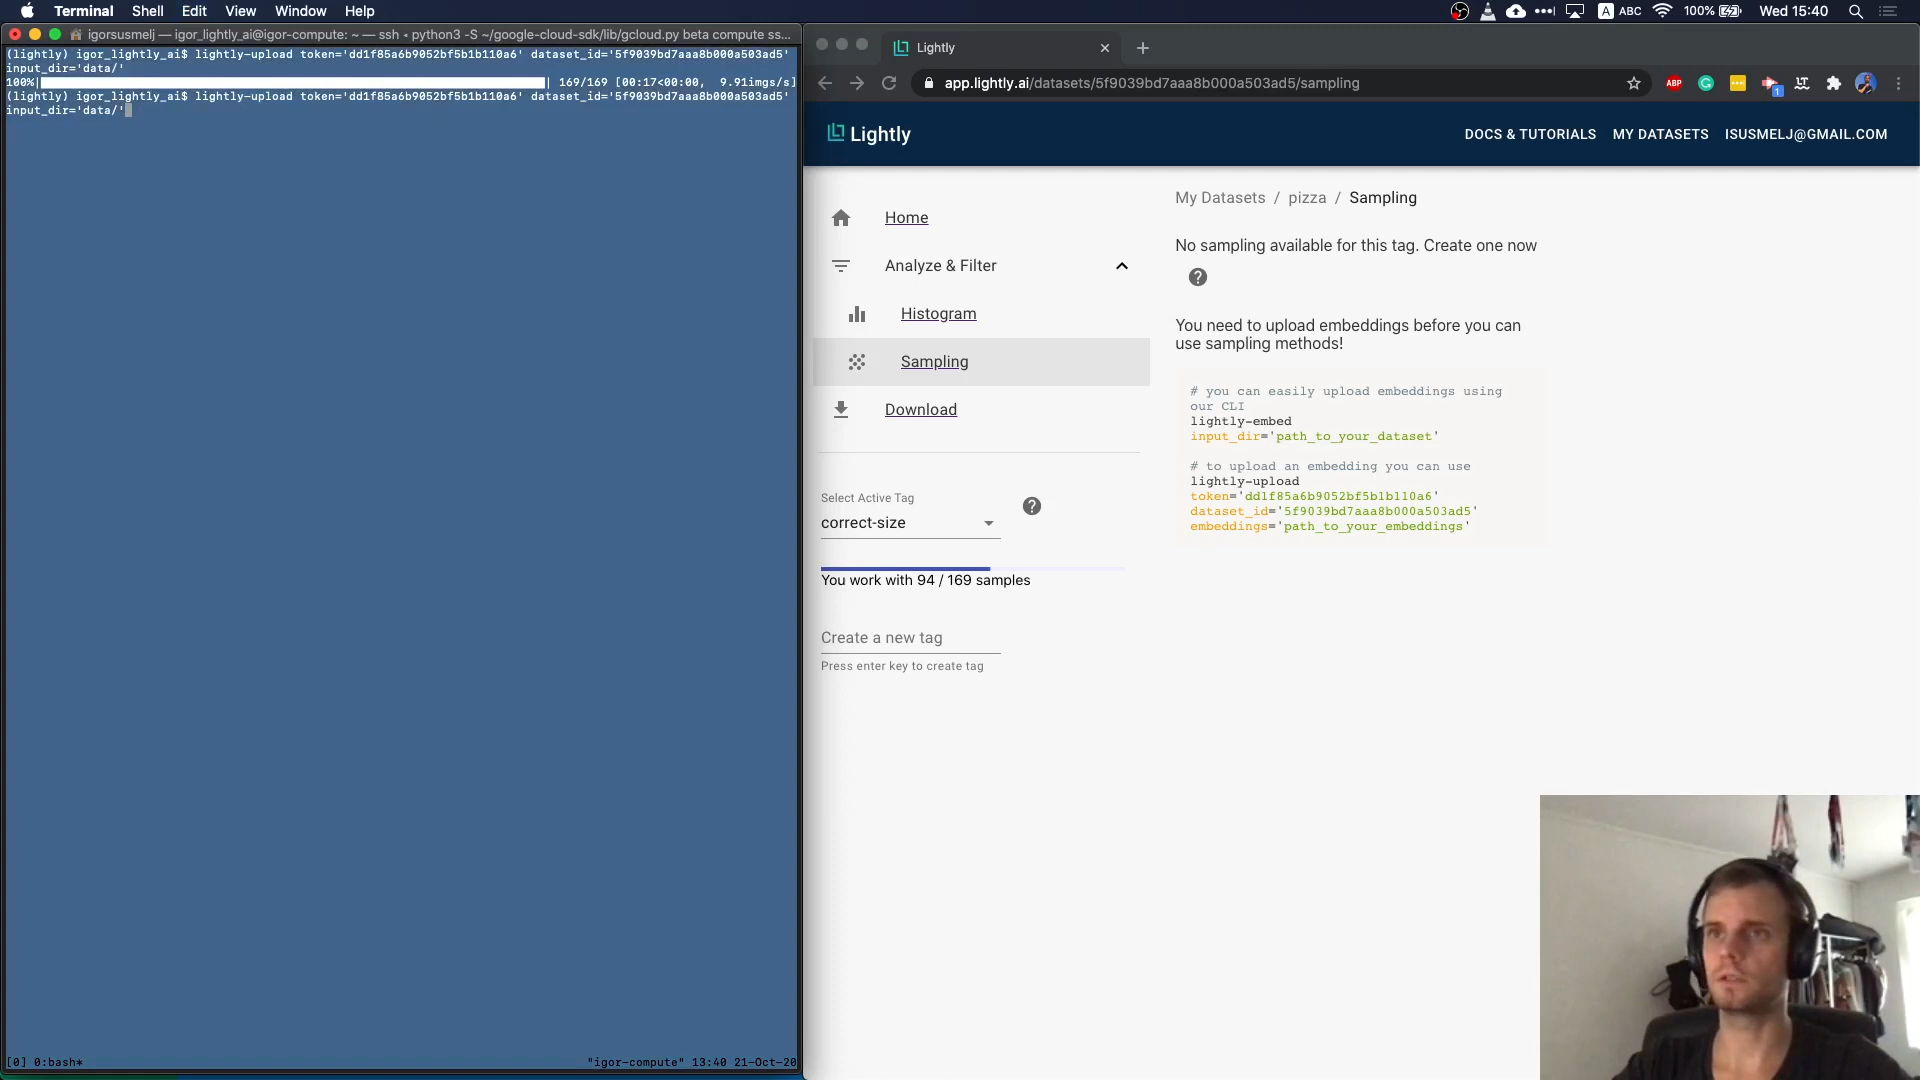 Terminal Shell Edit View Window Help
ABC 100% Wed 15:40
igorsusmelj — igor_lightly_ai@igor-compute: ~ — ssh ◂ python3 -S ~/google-cloud-sdk/lib/gcloud.py beta compute ss...
(lightly) igor_lightly_ai$ lightly-upload token='dd1f85a6b9052bf5b1b110a6' dataset_id='5f9039bd7aaa8b000a503ad5'
input_dir='data/'
100%| | 169/169 [00:17<00:00, 9.91imgs/s]
(lightly) igor_lightly_ai$ lightly-upload token='dd1f85a6b9052bf5b1b110a6' dataset_id='5f9039bd7aaa8b000a503ad5'
input_dir='data/'
[0] 0:bash*
"igor-compute" 13:40 21-Oct-20
Lightly
app.lightly.ai/datasets/5f9039bd7aaa8b000a503ad5/sampling
ABP
1
Lightly
DOCS & TUTORIALS MY DATASETS ISUSMELJ@GMAIL.COM
Home
Analyze & Filter
Histogram
Sampling
Download
Select Active Tag
correct-size
You work with 94 / 169 samples
Create a new tag
Press enter key to create tag
My Datasets / pizza / Sampling
No sampling available for this tag. Create one now
You need to upload embeddings before you can
use sampling methods!
# you can easily upload embeddings using
our CLI
lightly-embed
input_dir='path_to_your_dataset'
# to upload an embedding you can use
lightly-upload
token='dd1f85a6b9052bf5b1b110a6'
dataset_id='5f9039bd7aaa8b000a503ad5'
embeddings='path_to_your_embeddings'